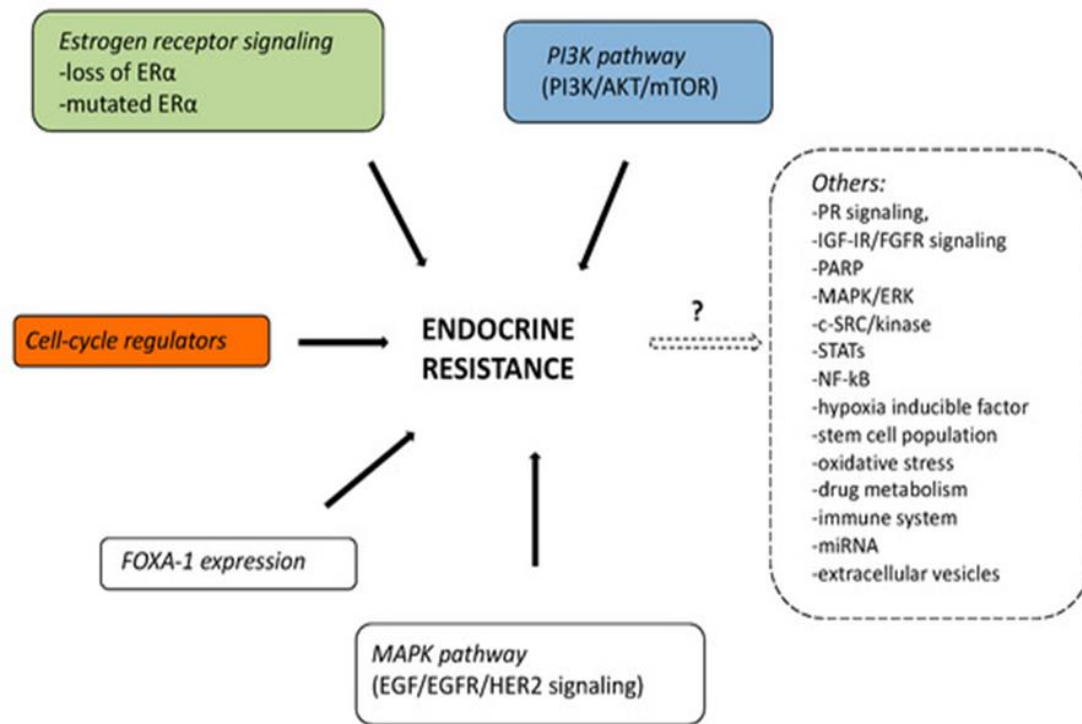 Estrogen receptor signaling
-loss of ERα
-mutated ERα
PI3K pathway
(PI3K/AKT/mTOR)
Others:
-PR signaling,
-IGF-IR/FGFR signaling
-PARP
-MAPK/ERK
-c-SRC/kinase
-STATs
-NF-kB
-hypoxia inducible factor
-stem cell population
-oxidative stress
-drug metabolism
-immune system
-miRNA
-extracellular vesicles
Cell-cycle regulators
ENDOCRINE
RESISTANCE
?
FOXA-1 expression
MAPK pathway
(EGF/EGFR/HER2 signaling)